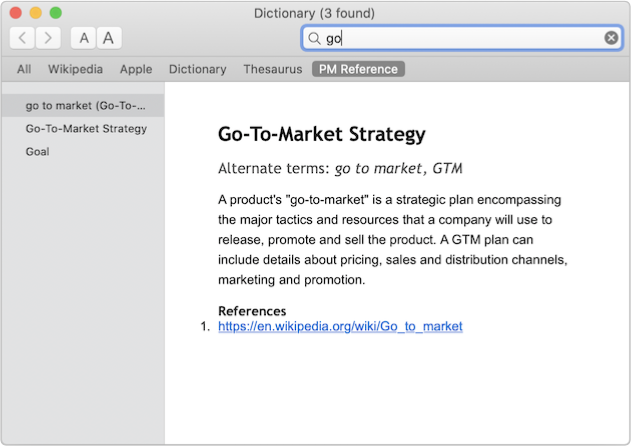 Dictionary (3 found)
A A
go
All Wikipedia Apple Dictionary Thesaurus PM Reference
go to market (Go-To-...
Go-To-Market Strategy
Goal
Go-To-Market Strategy
Alternate terms: go to market, GTM
A product's "go-to-market" is a strategic plan encompassing
the major tactics and resources that a company will use to
release, promote and sell the product. A GTM plan can
include details about pricing, sales and distribution channels,
marketing and promotion.
References
1. https://en.wikipedia.org/wiki/Go_to_market